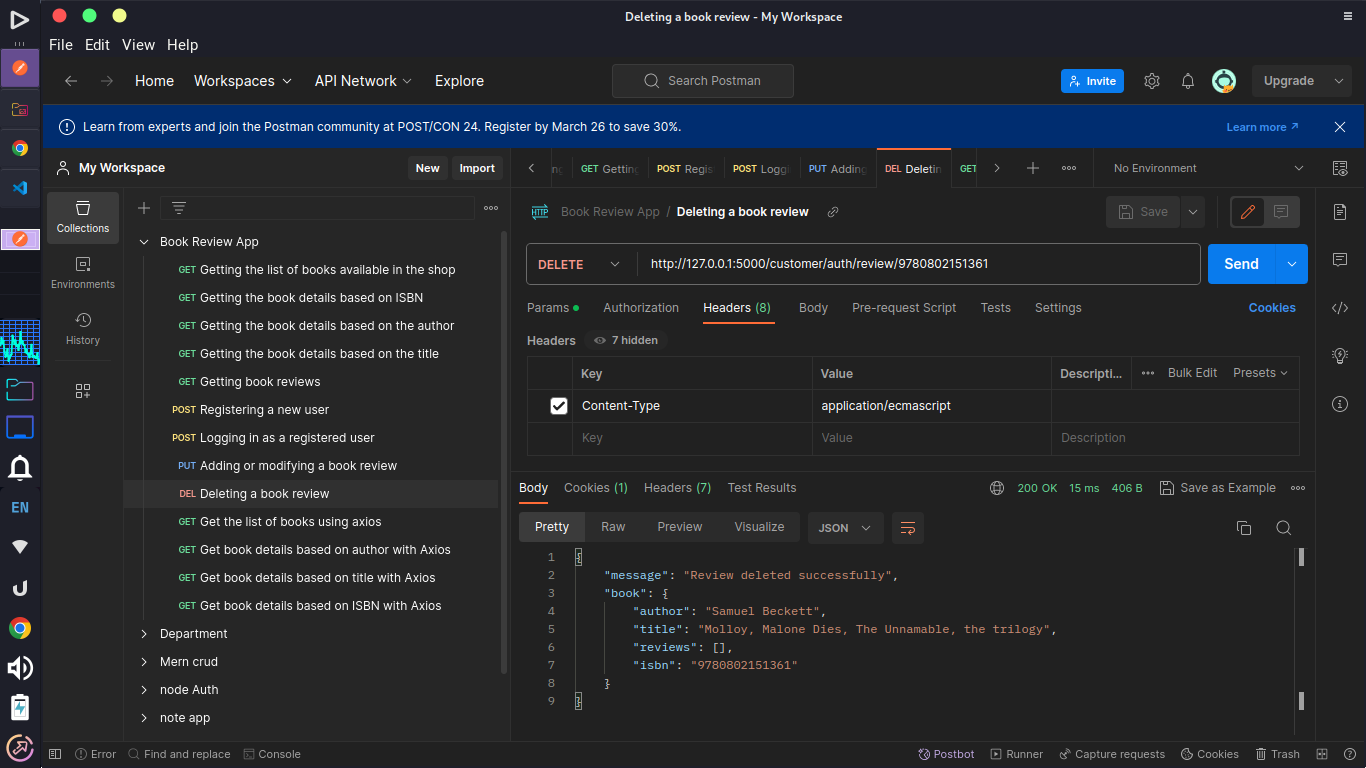 Deleting a book review - My Workspace
File Edit View Help
Home Workspaces API Network Explore Search Postman Invite Upgrade
Learn from experts and join the Postman community at POST/CON 24. Register by March 26 to save 30%. Learn more
My Workspace New Import
GET Getting POST Regis POST Loggi PUT Adding DEL Deletin GET No Environment
Collections
Environments
History
Book Review App
GET Getting the list of books available in the shop
GET Getting the book details based on ISBN
GET Getting the book details based on the author
GET Getting the book details based on the title
GET Getting book reviews
POST Registering a new user
POST Logging in as a registered user
PUT Adding or modifying a book review
DEL Deleting a book review
GET Get the list of books using axios
GET Get book details based on author with Axios
GET Get book details based on title with Axios
GET Get book details based on ISBN with Axios
Department
Mern crud
node Auth
note app
HTTP Book Review App / Deleting a book review Save
DELETE http://127.0.0.1:5000/customer/auth/review/9780802151361 Send
Params Authorization Headers (8) Body Pre-request Script Tests Settings Cookies
Headers 7 hidden
Key Value Descripti... Bulk Edit Presets
Content-Type application/ecmascript
Key Value Description
Body Cookies (1) Headers (7) Test Results 200 OK 15 ms 406 B Save as Example
Pretty Raw Preview Visualize JSON
1 {
2 "message": "Review deleted successfully",
3 "book": {
4 "author": "Samuel Beckett",
5 "title": "Molloy, Malone Dies, The Unnamable, the trilogy",
6 "reviews": [],
7 "isbn": "9780802151361"
8 }
9 }
EN
Error Find and replace Console Postbot Runner Capture requests Cookies Trash